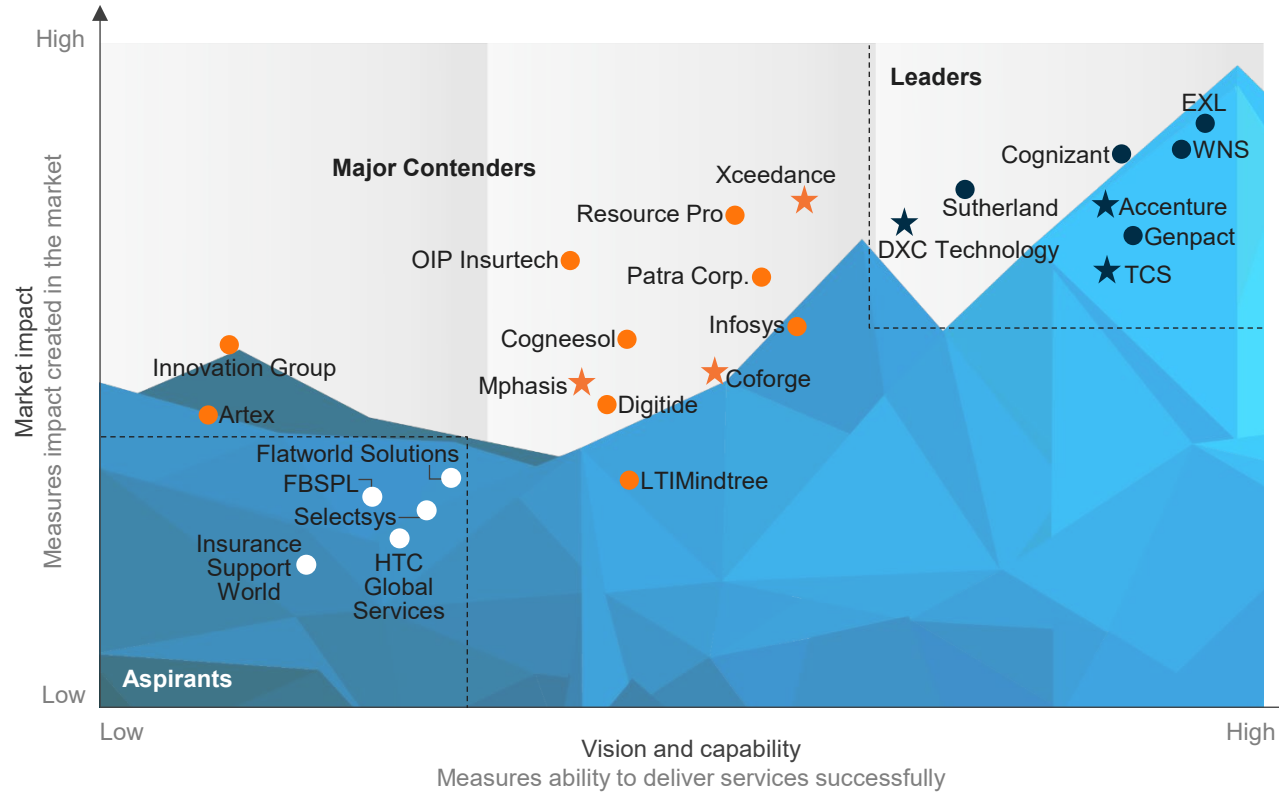 High
Leaders
EXL
WNS
Cognizant
Major Contenders
Xceedance
Accenture
Resource Pro
Sutherland
Genpact
DXC Technology
OIP Insurtech
Patra Corp.
TCS
Infosys
Cogneesol
Innovation Group
Mphasis
Coforge
Digitide
Artex
Flatworld Solutions
FBSPL
LTIMindtree
Selectsys
Insurance
Support
World
HTC
Global
Services
Aspirants
Market impact
Measures impact created in the market
Low
Low
High
Vision and capability
Measures ability to deliver services successfully